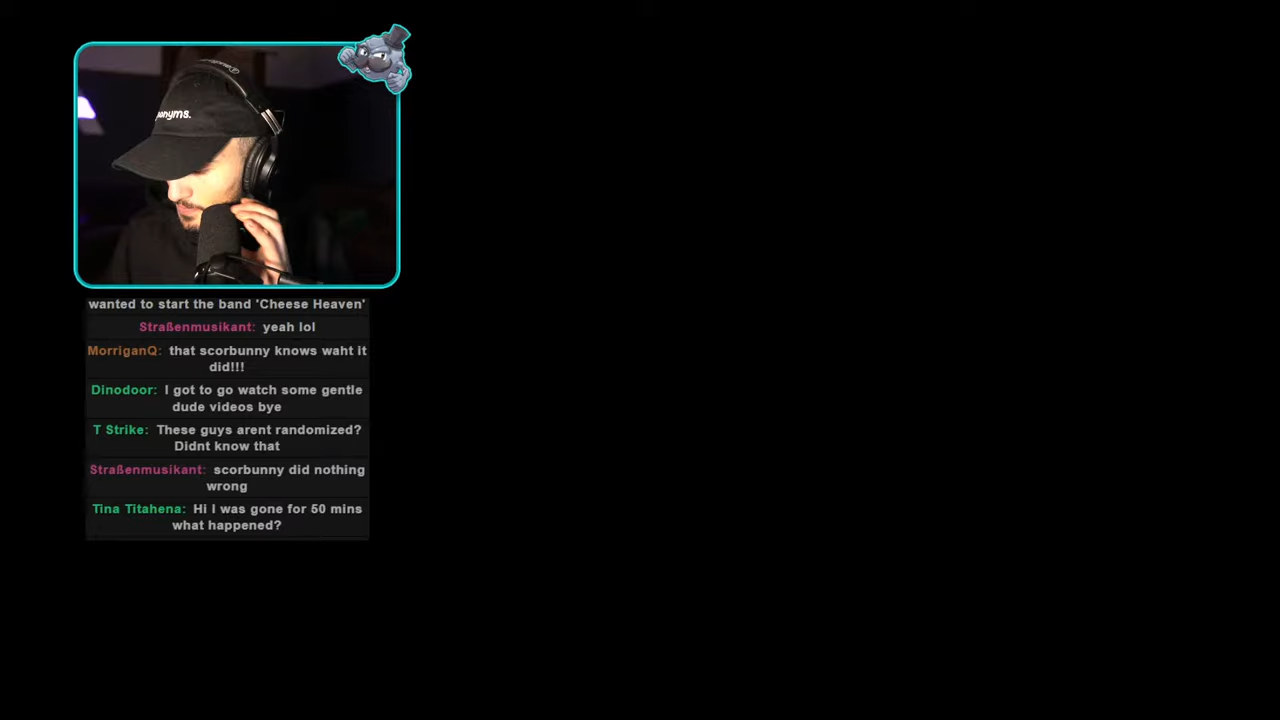 onyms.
wanted to start the band 'Cheese Heaven'
Straßenmusikant: yeah lol
MorriganQ: that scorbunny knows waht it
did!!!
Dinodoor: I got to go watch some gentle
dude videos bye
T Strike: These guys arent randomized?
Didnt know that
Straßenmusikant: scorbunny did nothing
wrong
Tina Titahena: Hi I was gone for 50 mins
what happened?